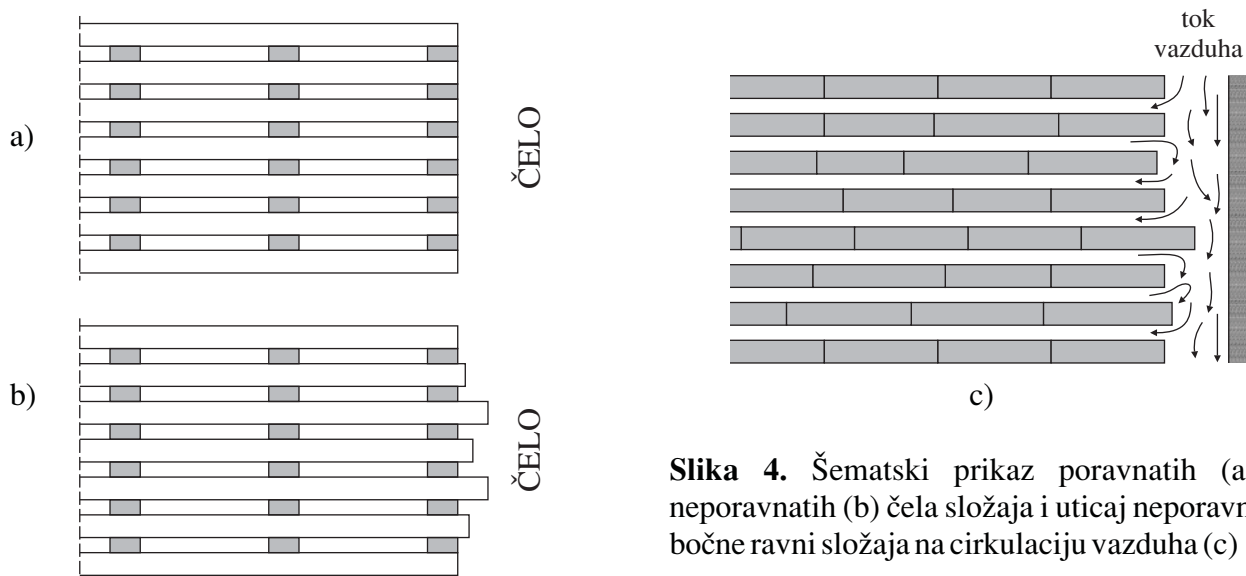 a)
ČELO
b)
ČELO
tok
vazduha
c)
Slika 4. Šematski prikaz poravnatih (a
neporavnatih (b) čela složaja i uticaj neporavn
bočne ravni složaja na cirkulaciju vazduha (c)